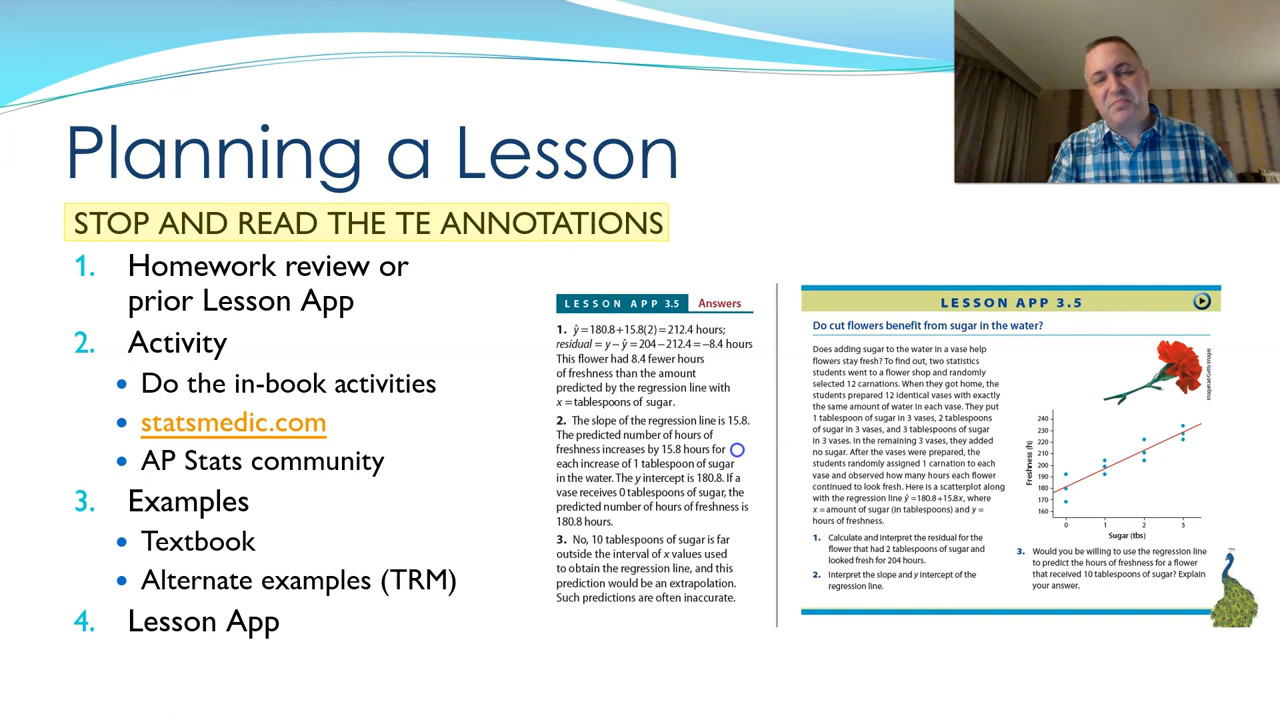 Planning a Lesson
STOP AND READ THE TE ANNOTATIONS
1. Homework review or
prior Lesson App
2. Activity
• Do the in-book activities
• statsmedic.com
• AP Stats community
3. Examples
• Textbook
• Alternate examples (TRM)
4. Lesson App
LESSON APP 3.5 Answers
1. ŷ = 180.8 + 15.8(2) = 212.4 hours;
residual = y − ŷ = 204 − 212.4 = −8.4 hours
This flower had 8.4 fewer hours
of freshness than the amount
predicted by the regression line with
x = tablespoons of sugar.
2. The slope of the regression line is 15.8.
The predicted number of hours of
freshness increases by 15.8 hours for
each increase of 1 tablespoon of sugar
in the water. The y intercept is 180.8. If a
vase receives 0 tablespoons of sugar, the
predicted number of hours of freshness is
180.8 hours.
3. No, 10 tablespoons of sugar is far
outside the interval of x values used
to obtain the regression line, and this
prediction would be an extrapolation.
Such predictions are often inaccurate.
LESSON APP 3.5
Do cut flowers benefit from sugar in the water?
Does adding sugar to the water in a vase help
flowers stay fresh? To find out, two statistics
students went to a flower shop and randomly
selected 12 carnations. When they got home, the
students prepared 12 identical vases with exactly
the same amount of water in each vase. They put
1 tablespoon of sugar in 3 vases, 2 tablespoons
of sugar in 3 vases, and 3 tablespoons of sugar
in 3 vases. In the remaining 3 vases, they added
no sugar. After the vases were prepared, the
students randomly assigned 1 carnation to each
vase and observed how many hours each flower
continued to look fresh. Here is a scatterplot along
with the regression line ŷ = 180.8 + 15.8x, where
x = amount of sugar (in tablespoons) and y =
hours of freshness.
1. Calculate and interpret the residual for the
flower that had 2 tablespoons of sugar and
looked fresh for 204 hours.
2. Interpret the slope and y intercept of the
regression line.
Freshness (h)
240
230
220
210
200
190
180
170
160
0 1 2 3
Sugar (tbs)
3. Would you be willing to use the regression line
to predict the hours of freshness for a flower
that received 10 tablespoons of sugar? Explain
your answer.